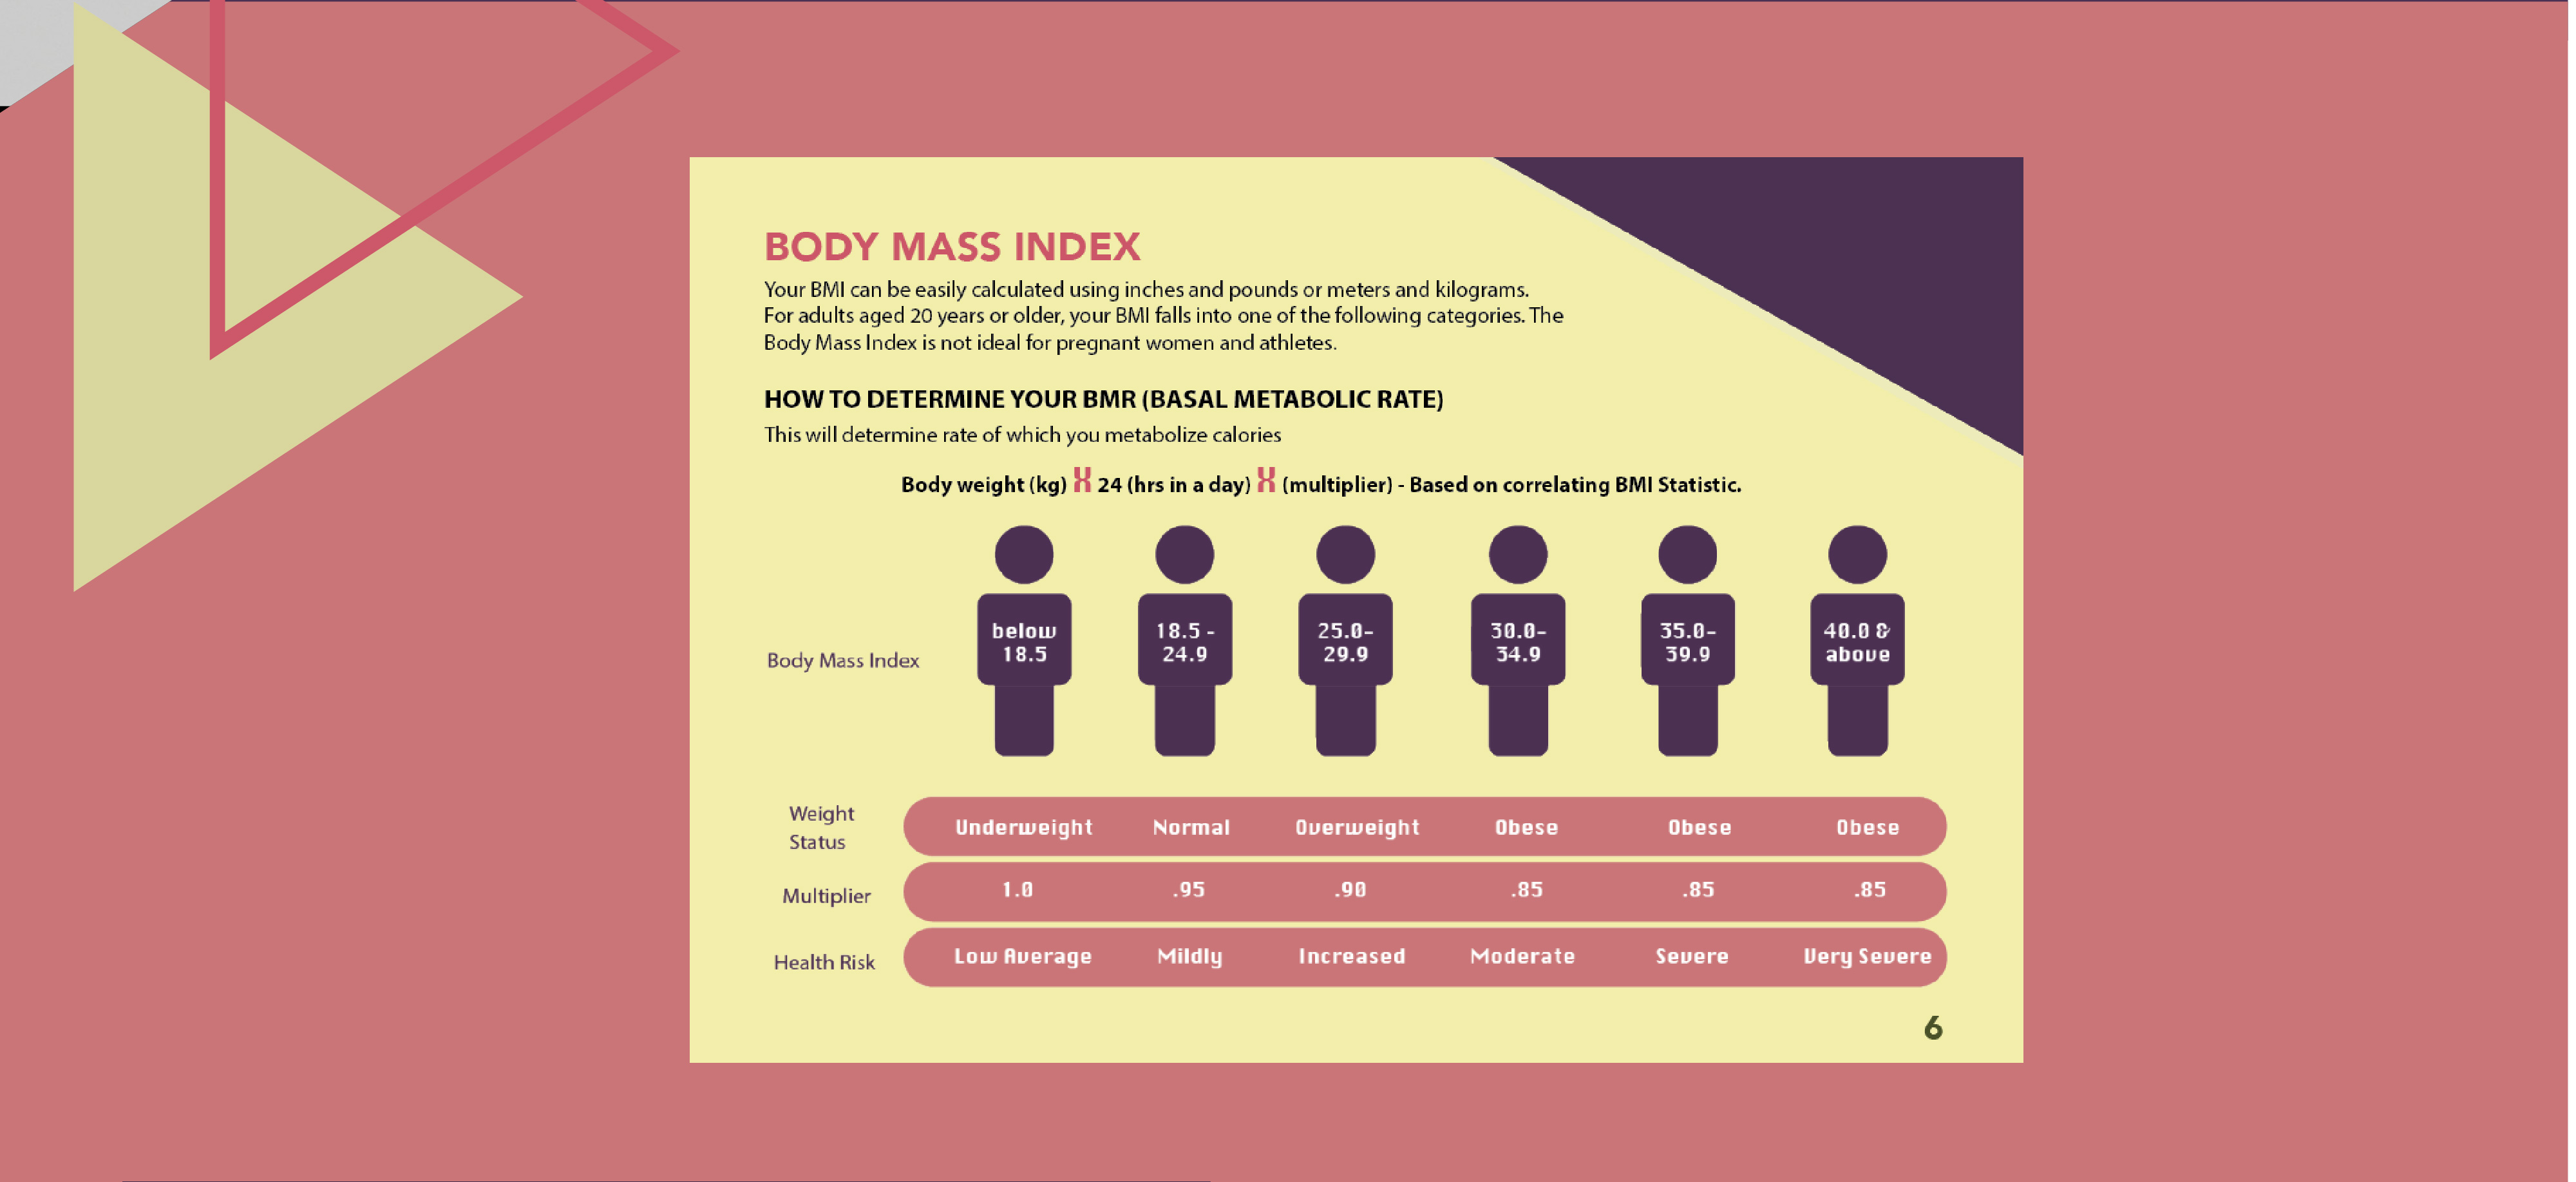 BODY MASS INDEX
Your BMI can be easily calculated using inches and pounds or meters and kilograms.
For adults aged 20 years or older, your BMI falls into one of the following categories. The
Body Mass Index is not ideal for pregnant women and athletes.
HOW TO DETERMINE YOUR BMR (BASAL METABOLIC RATE)
This will determine rate of which you metabolize calories
Body weight (kg) X 24 (hrs in a day) X (multiplier) - Based on correlating BMI Statistic.
Body Mass Index
below
18.5
18.5 -
24.9
25.0-
29.9
30.0-
34.9
35.0-
39.9
40.0 &
above
Weight
Status
Underweight Normal Overweight Obese Obese Obese
Multiplier 1.0 .95 .90 .85 .85 .85
Health Risk Low Average Mildly Increased Moderate Severe Very Severe
6